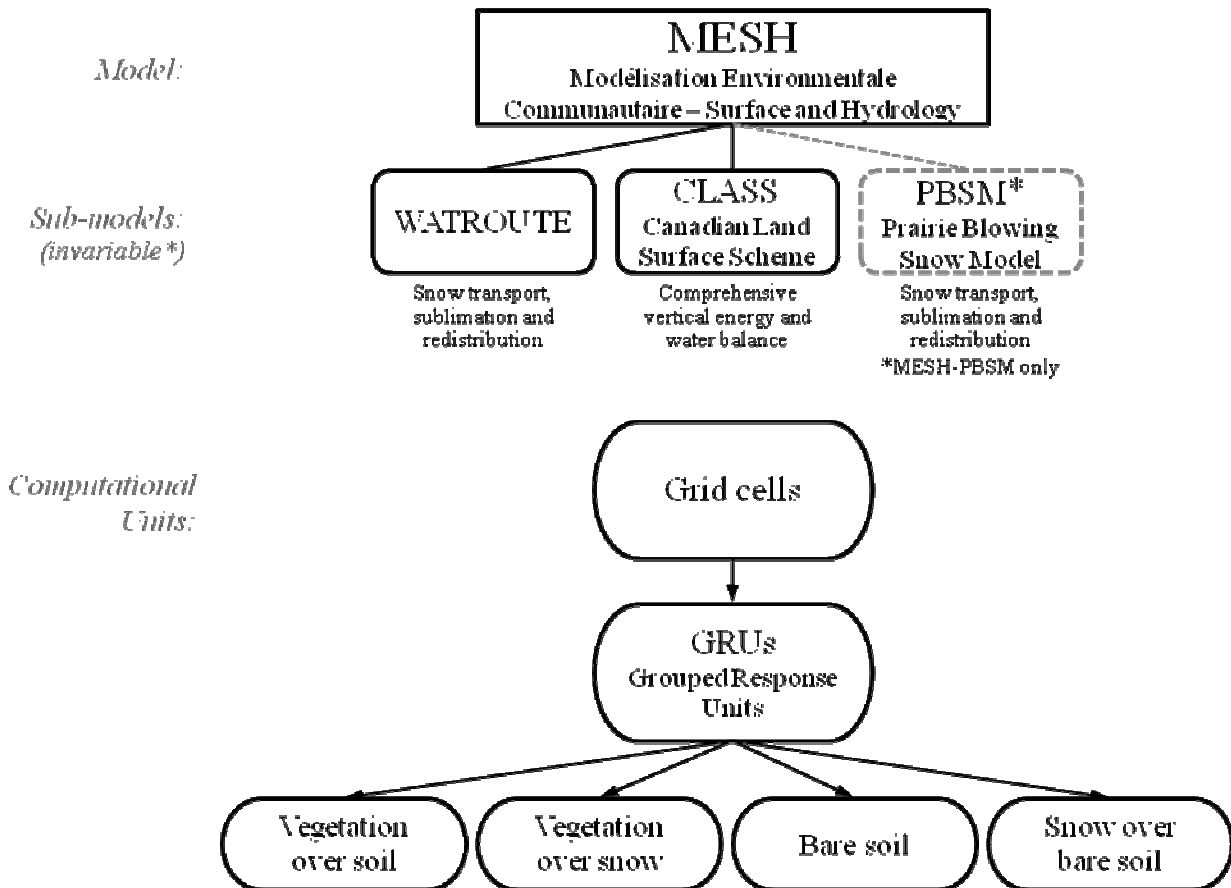 Model:
MESH
Modélisation Environmentale
Communautaire – Surface and Hydrology
Sub-models:
(invariable*)
WATROUTE
Snow transport,
sublimation and
redistribution
CLASS
Canadian Land
Surface Scheme
Comprehensive
vertical energy and
water balance
PBSM*
Prairie Blowing
Snow Model
Snow transport,
sublimation and
redistribution
*MESH-PBSM only
Computational
Units:
Grid cells
GRUs
Grouped Response
Units
Vegetation
over soil
Vegetation
over snow
Bare soil
Snow over
bare soil